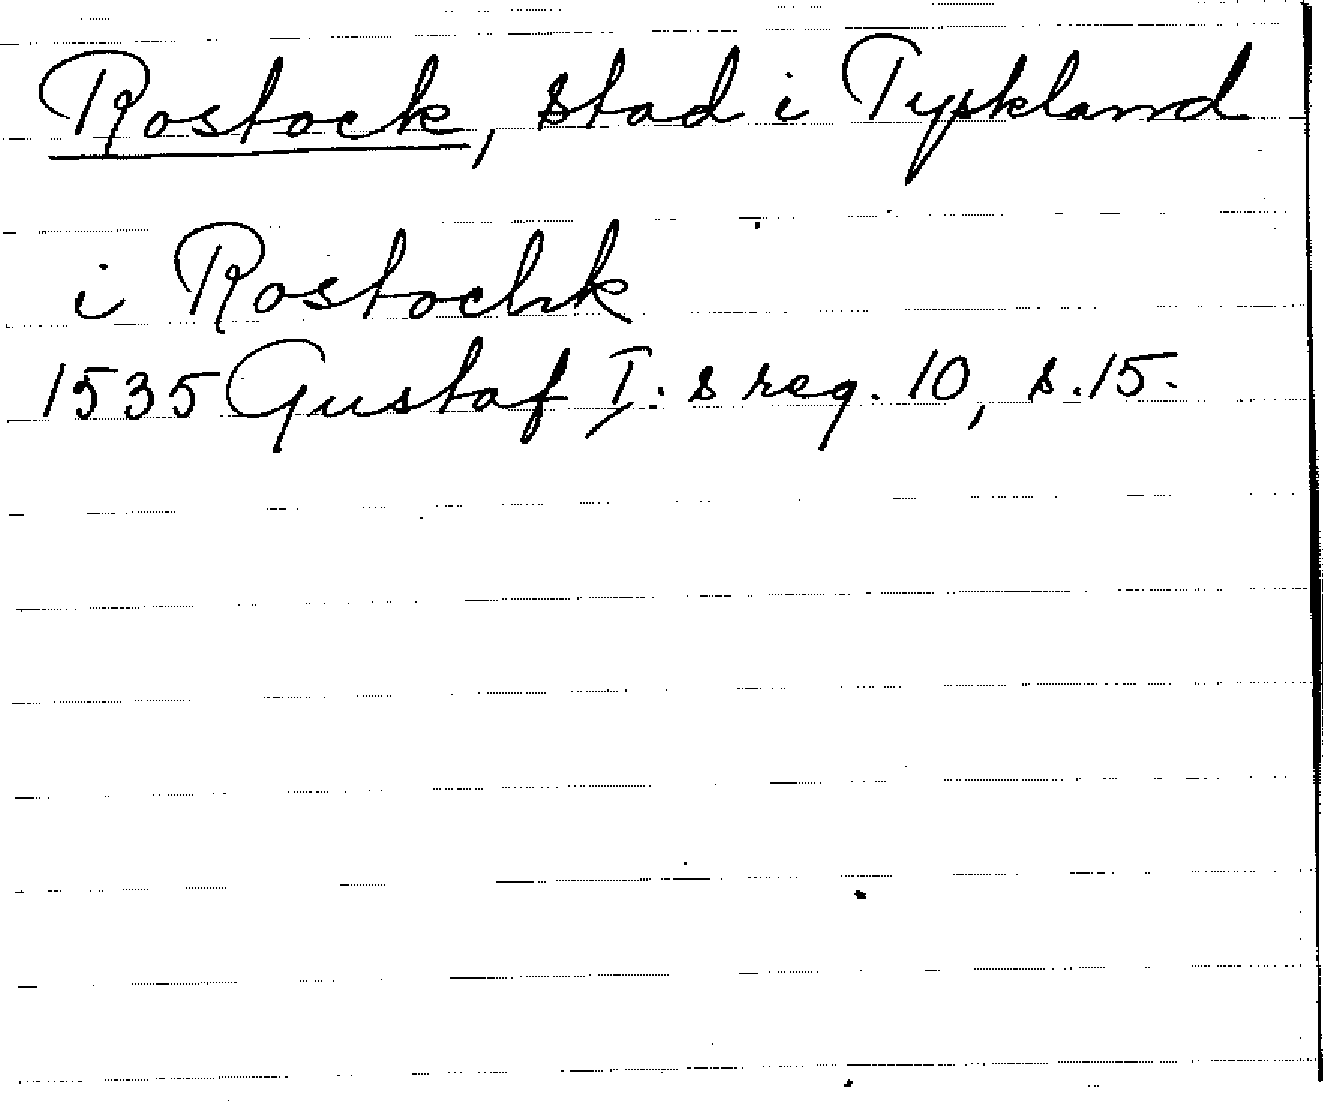 Rostock, stad i Tyskland
i Rostochk
1535 Gustaf I:s reg. 10, s. 15.